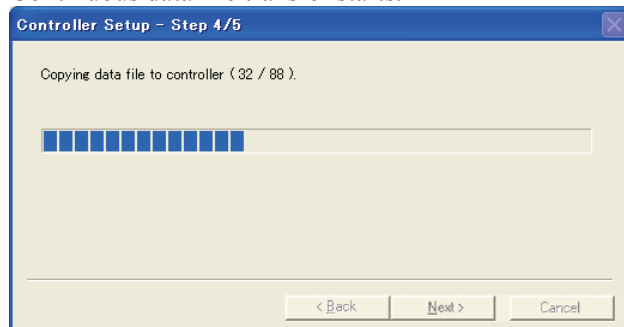 Controller Setup - Step 4/5
Copying data file to controller ( 32 / 88 ).
< Back Next > Cancel